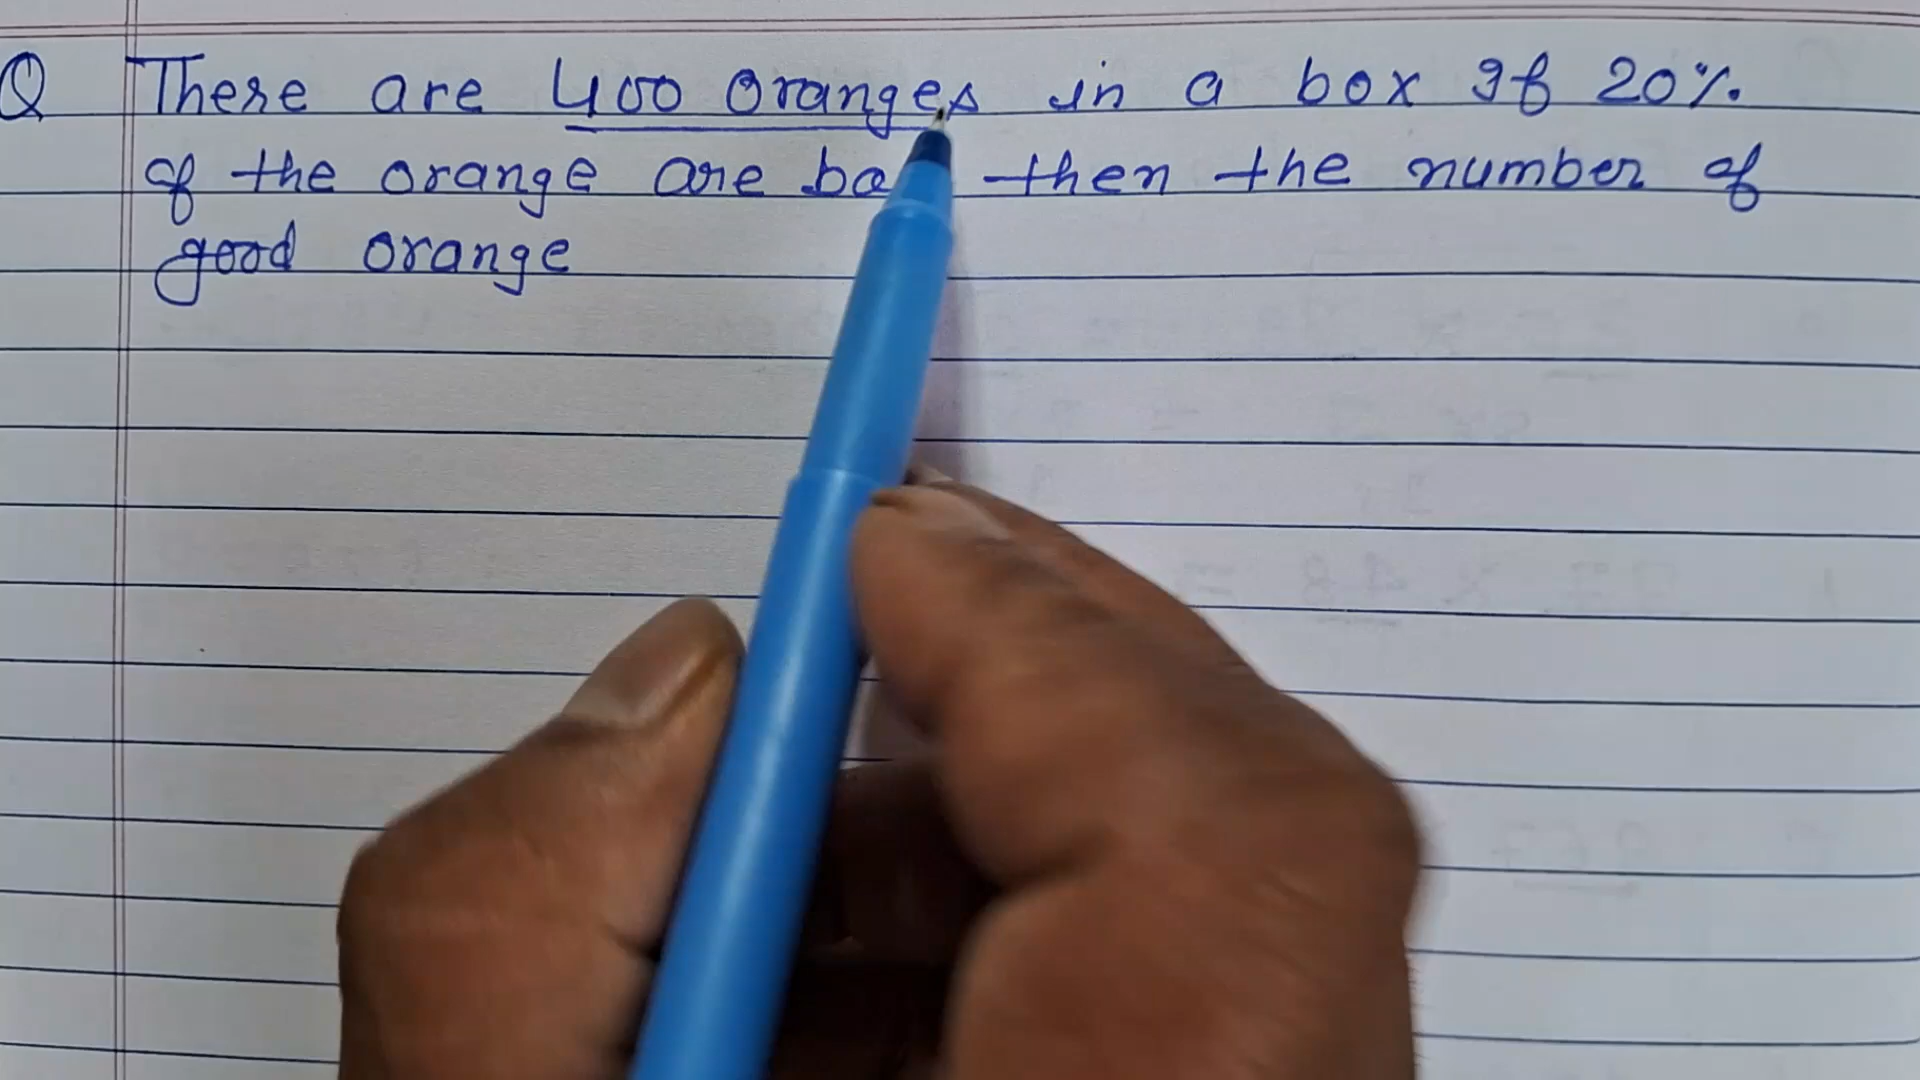 Q There are 400 oranges in a box If 20%.
of the orange are then the number of
good orange